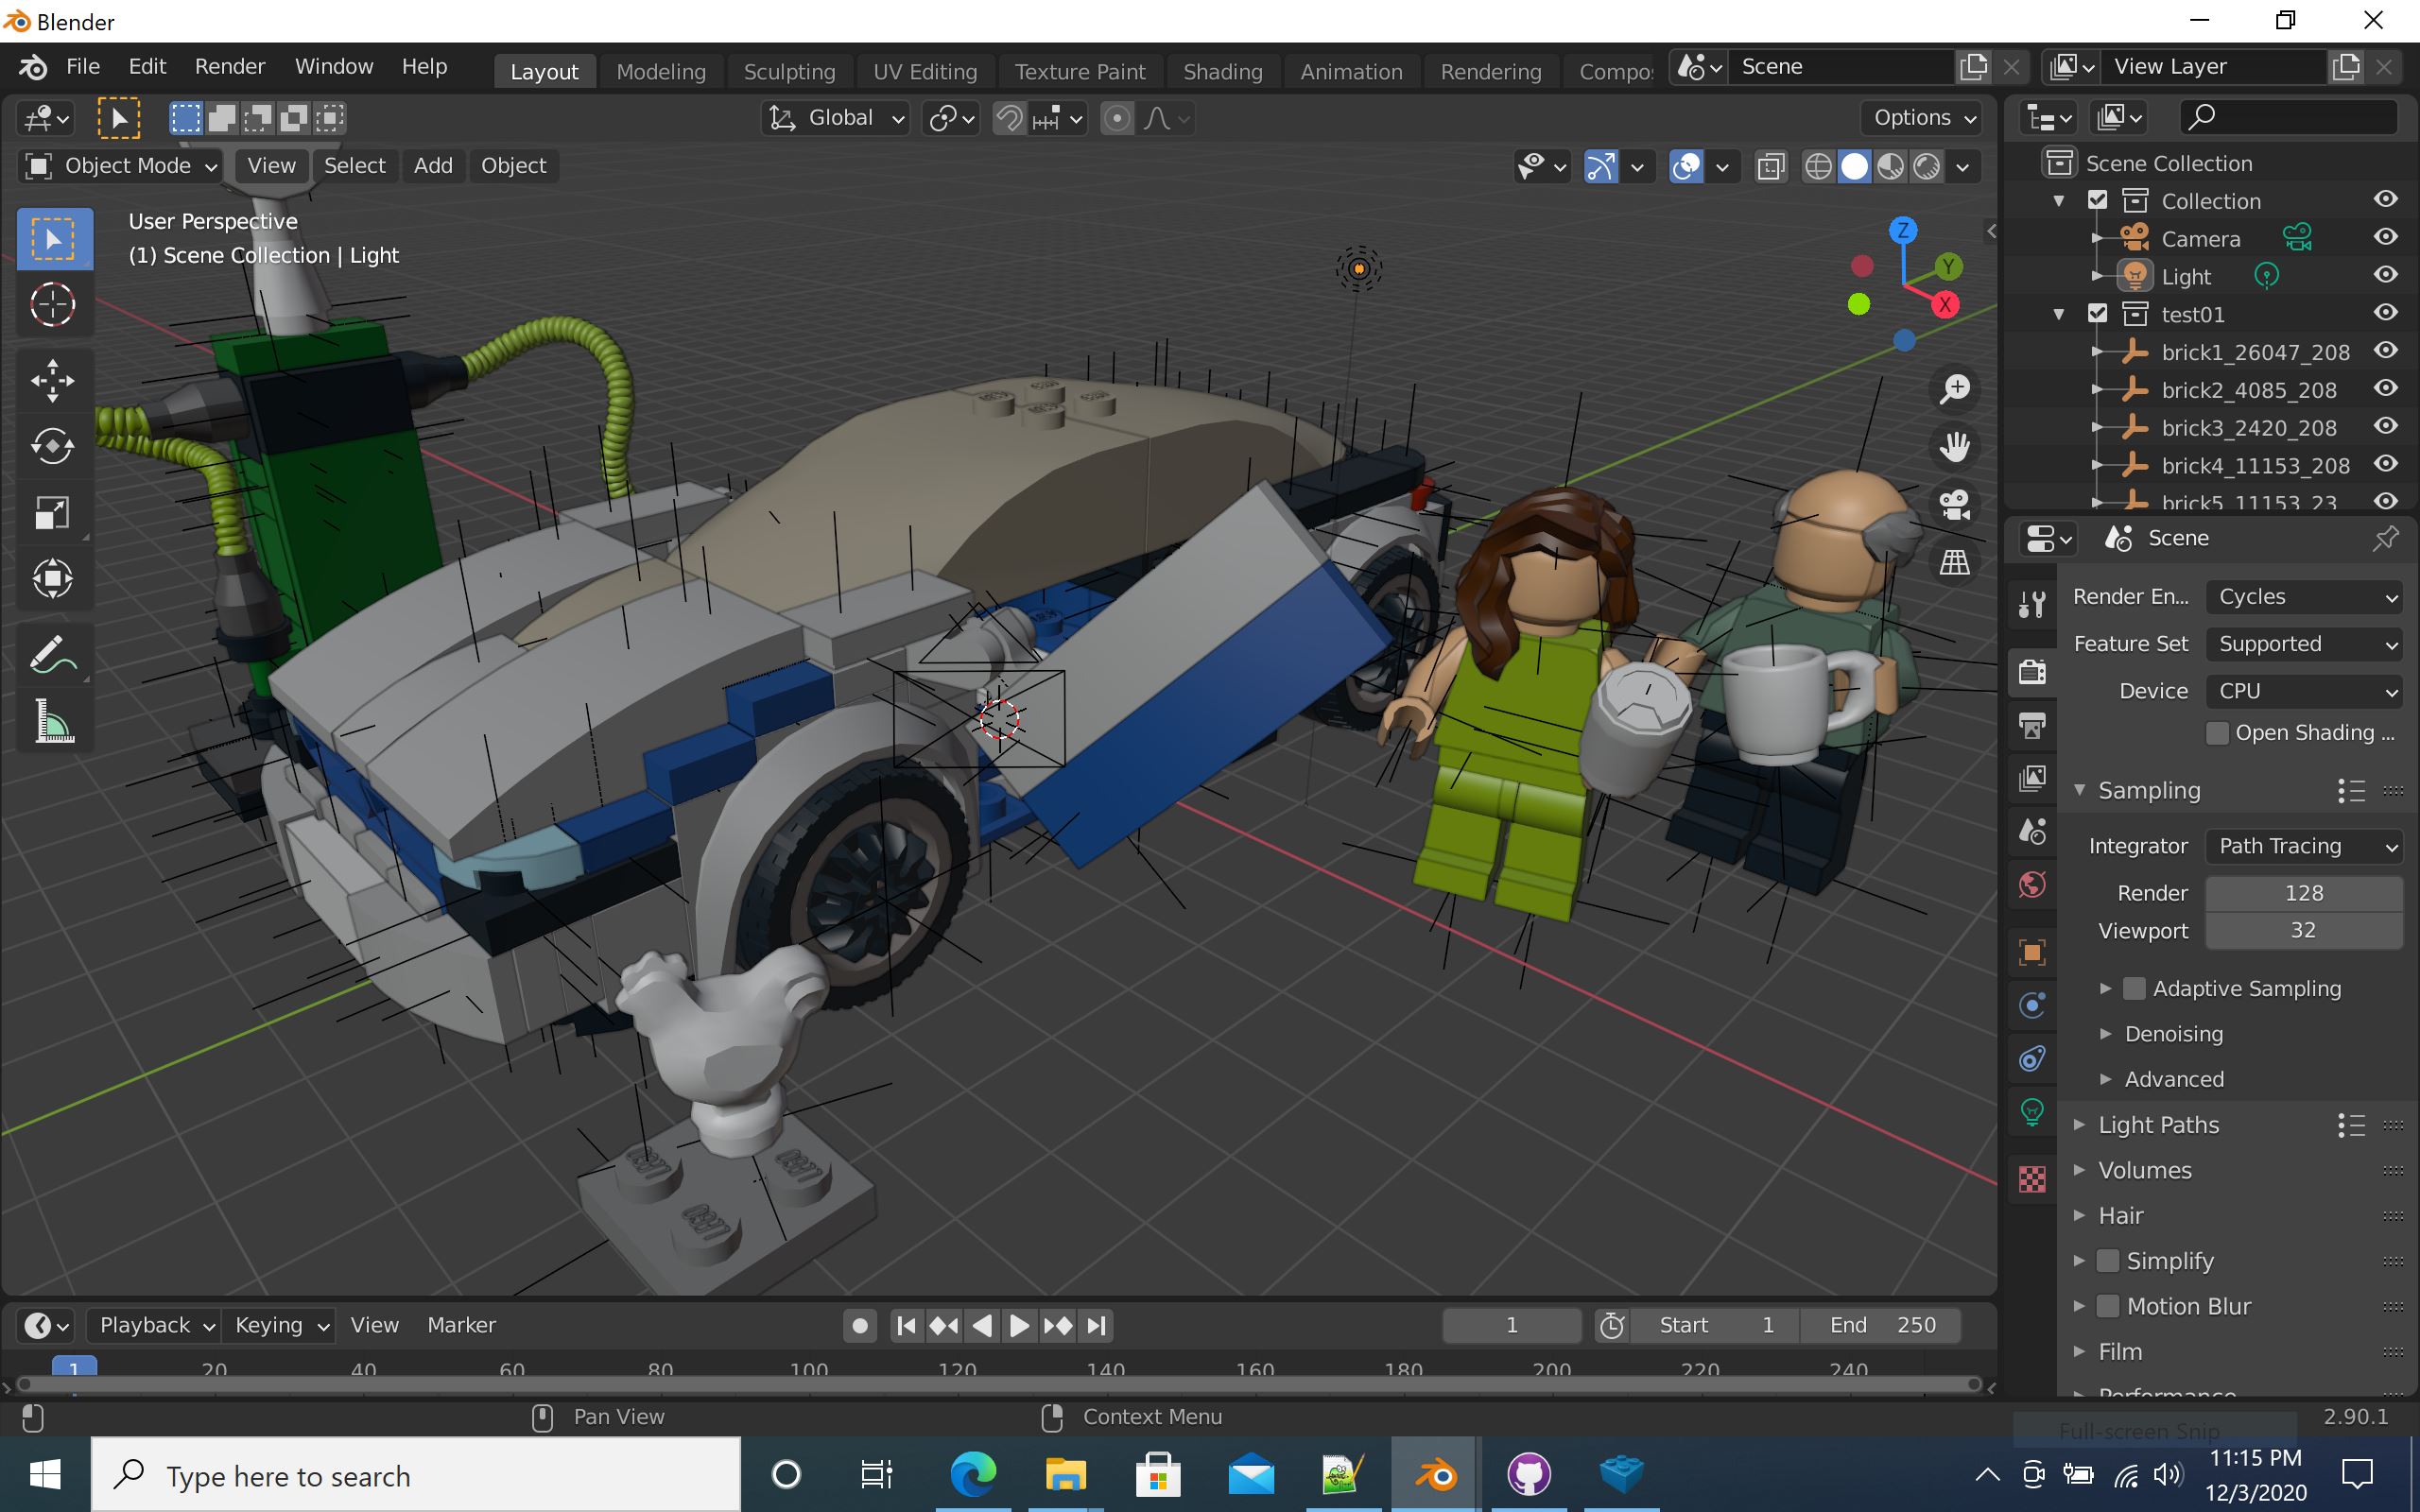 Blender
File Edit Render Window Help Layout Modeling Sculpting UV Editing Texture Paint Shading Animation Rendering Compos Scene View Layer
Global Options
Object Mode View Select Add Object
User Perspective
(1) Scene Collection | Light
Z
Y
X
Scene Collection
Collection
Camera
Light
test01
brick1_26047_208
brick2_4085_208
brick3_2420_208
brick4_11153_208
brick5_11153_23
Scene
Render En... Cycles
Feature Set Supported
Device CPU
Open Shading ...
Sampling
Integrator Path Tracing
Render 128
Viewport 32
Adaptive Sampling
Denoising
Advanced
Light Paths
Volumes
Hair
Simplify
Motion Blur
Film
Performance
Playback Keying View Marker 1 Start 1 End 250
1 20 40 60 80 100 120 140 160 180 200 220 240
Pan View Context Menu 2.90.1
Full-screen Snip
Type here to search
11:15 PM
12/3/2020